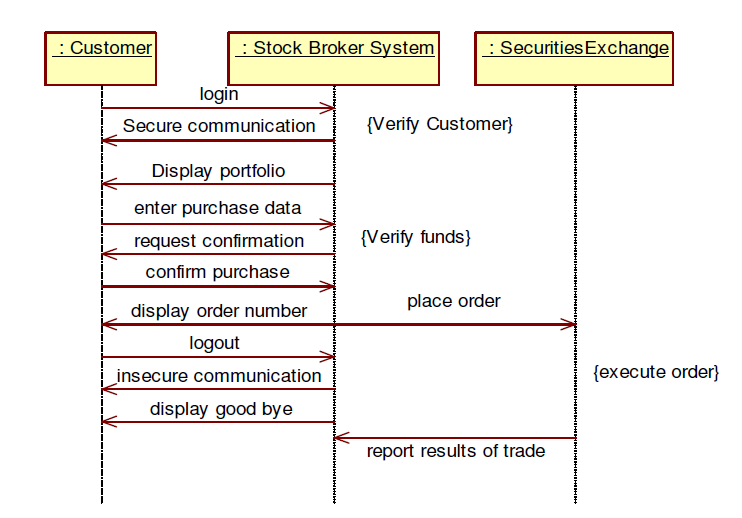 : Customer
: Stock Broker System
: SecuritiesExchange
login
Secure communication
{Verify Customer}
Display portfolio
enter purchase data
request confirmation
{Verify funds}
confirm purchase
place order
display order number
logout
insecure communication
{execute order}
display good bye
report results of trade